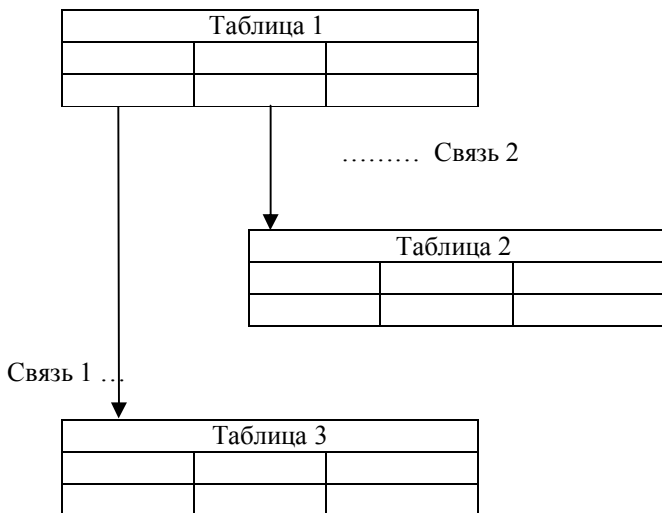 Таблица 1
……… Связь 2
Таблица 2
Связь 1 …
Таблица 3